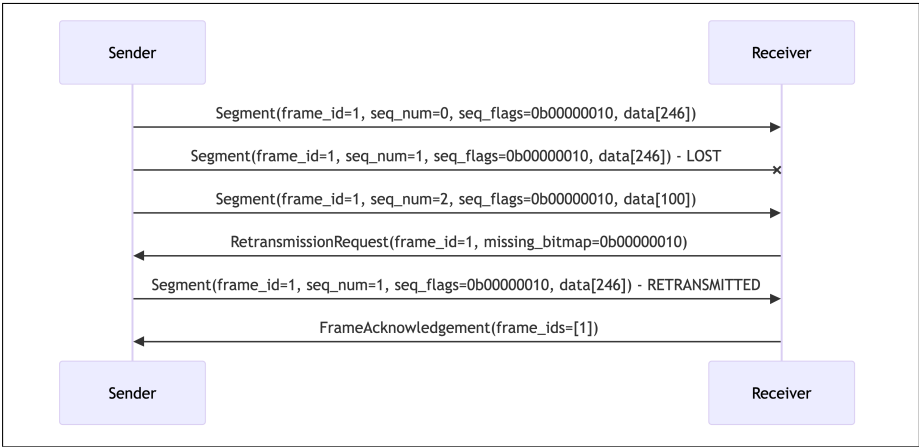 Sender
Receiver
Segment(frame_id=1, seq_num=0, seq_flags=0b00000010, data[246])
Segment(frame_id=1, seq_num=1, seq_flags=0b00000010, data[246]) - LOST
Segment(frame_id=1, seq_num=2, seq_flags=0b00000010, data[100])
RetransmissionRequest(frame_id=1, missing_bitmap=0b00000010)
Segment(frame_id=1, seq_num=1, seq_flags=0b00000010, data[246]) - RETRANSMITTED
FrameAcknowledgement(frame_ids=[1])
Sender
Receiver